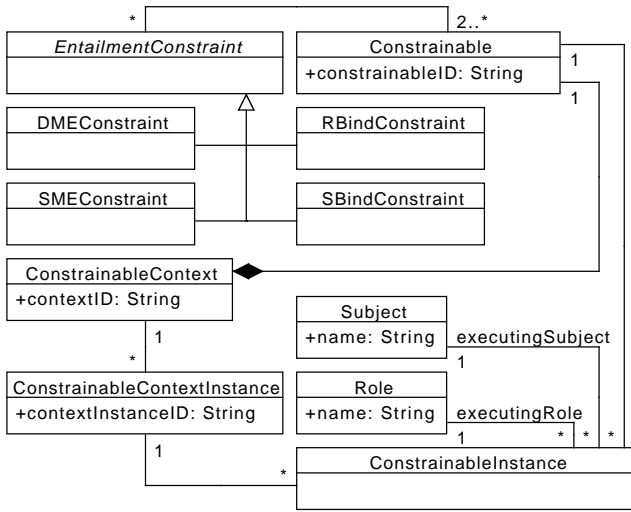 * 2..*
EntailmentConstraint
Constrainable
+constrainableID: String
1
1
DMEConstraint
RBindConstraint
SMEConstraint
SBindConstraint
ConstrainableContext
+contextID: String
1
*
Subject
+name: String
executingSubject
1
ConstrainableContextInstance
+contextInstanceID: String
Role
+name: String
executingRole
1
* * *
1
*
ConstrainableInstance